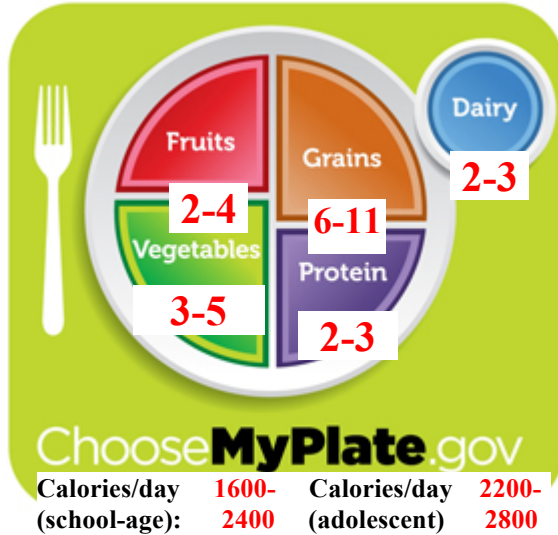 Dairy
2-3
Fruits
2-4
Grains
6-11
Vegetables
3-5
Protein
2-3
ChooseMyPlate.gov
Calories/day 1600- Calories/day 2200-
(school-age): 2400 (adolescent) 2800